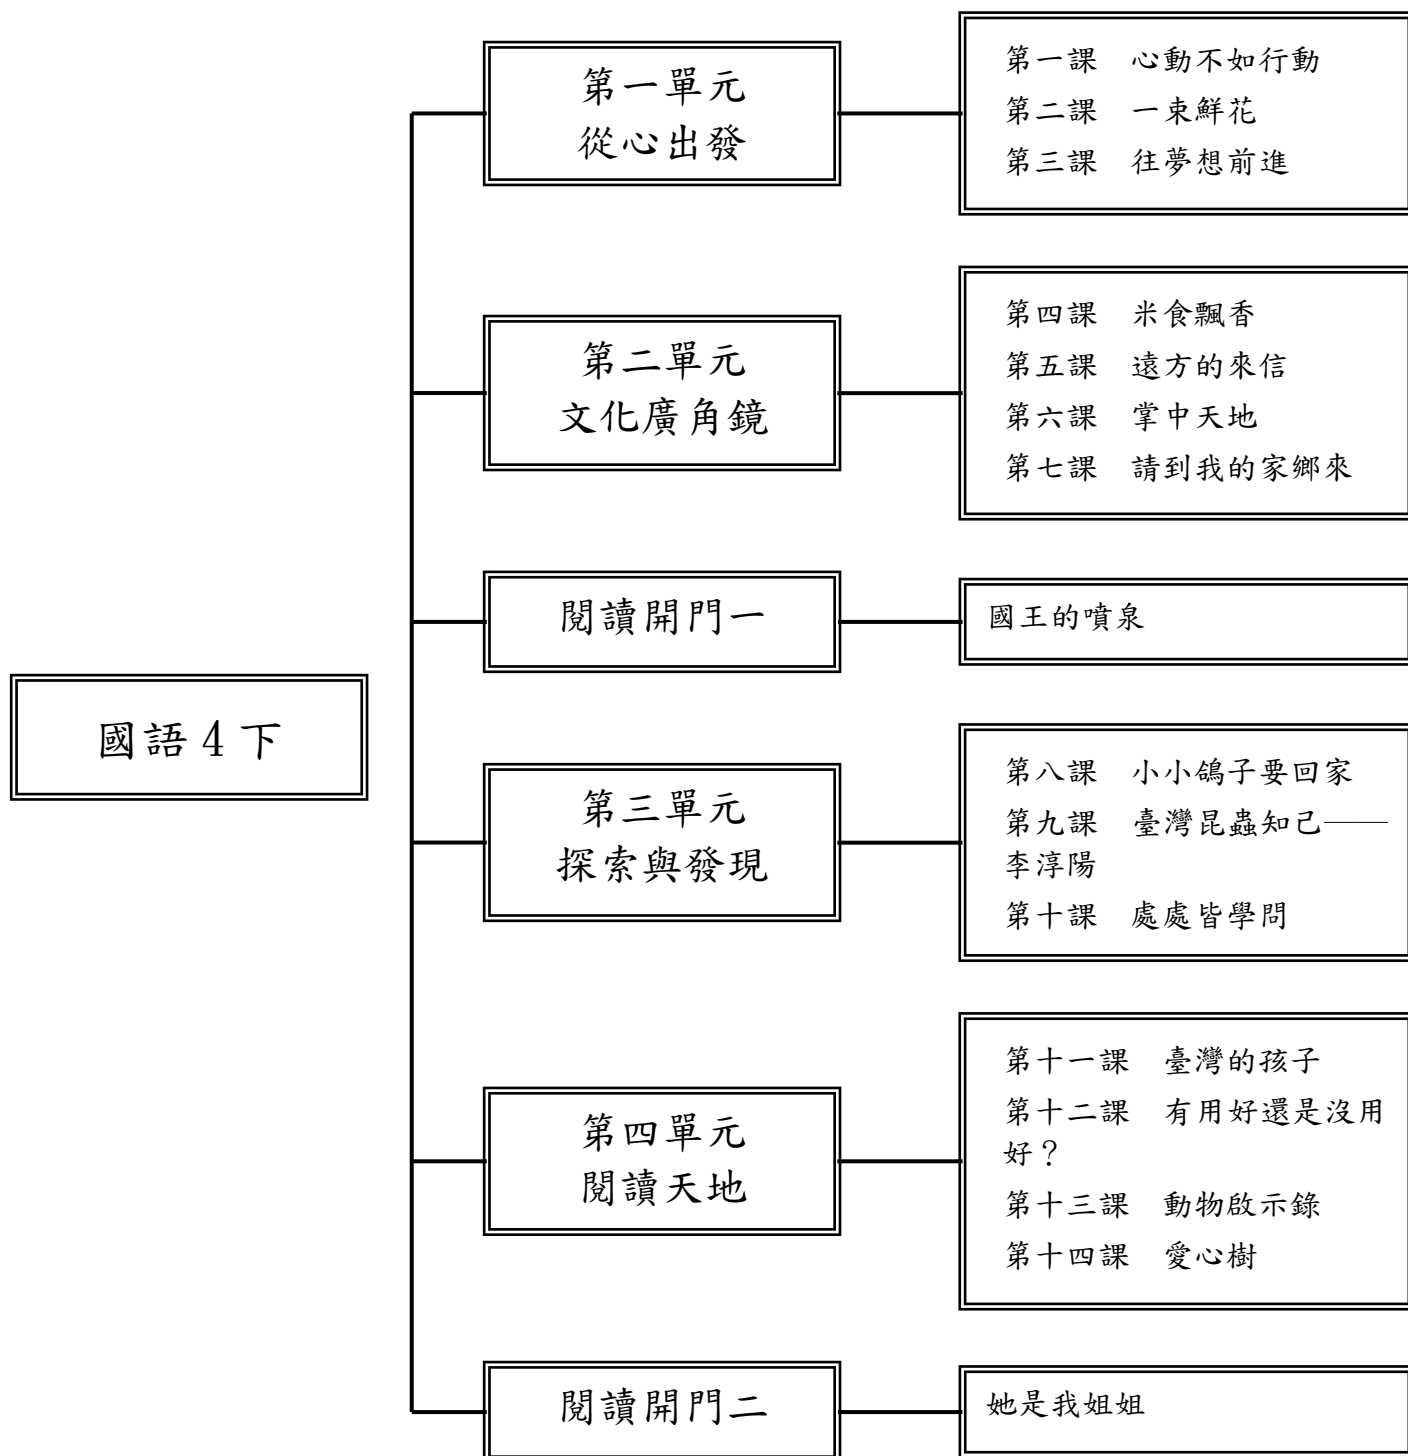 國語4下
第一單元
從心出發
第一課　心動不如行動
第二課　一束鮮花
第三課　往夢想前進
第二單元
文化廣角鏡
第四課　米食飄香
第五課　遠方的來信
第六課　掌中天地
第七課　請到我的家鄉來
閱讀開門一
國王的噴泉
第三單元
探索與發現
第八課　小小鴿子要回家
第九課　臺灣昆蟲知己——
李淳陽
第十課　處處皆學問
第四單元
閱讀天地
第十一課　臺灣的孩子
第十二課　有用好還是沒用
好？
第十三課　動物啟示錄
第十四課　愛心樹
閱讀開門二
她是我姐姐